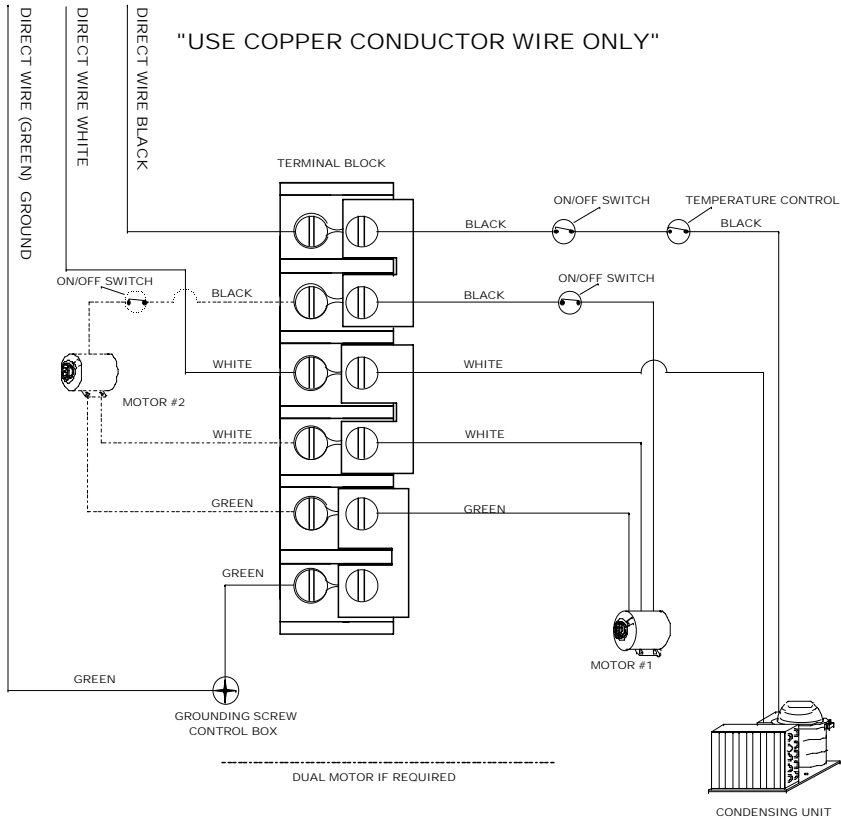 DIRECT WIRE (GREEN) GROUND
DIRECT WIRE WHITE
DIRECT WIRE BLACK
"USE COPPER CONDUCTOR WIRE ONLY"
TERMINAL BLOCK
ON/OFF SWITCH
TEMPERATURE CONTROL
BLACK
BLACK
ON/OFF SWITCH
ON/OFF SWITCH
BLACK
BLACK
WHITE
WHITE
MOTOR #2
WHITE
WHITE
GREEN
GREEN
GREEN
MOTOR #1
GREEN
GROUNDING SCREW
CONTROL BOX
DUAL MOTOR IF REQUIRED
CONDENSING UNIT